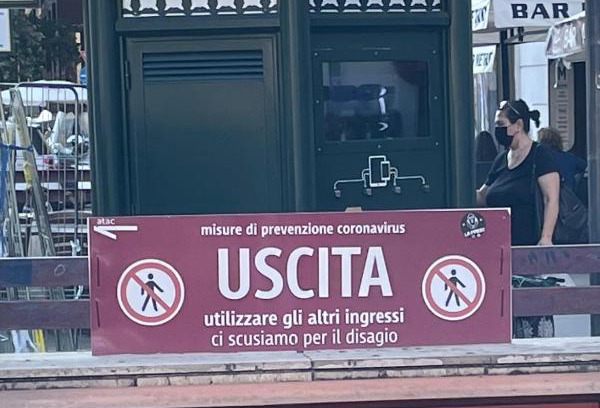 BAR
atac
misure di prevenzione coronavirus
USCITA
utilizzare gli altri ingressi
ci scusiamo per il disagio